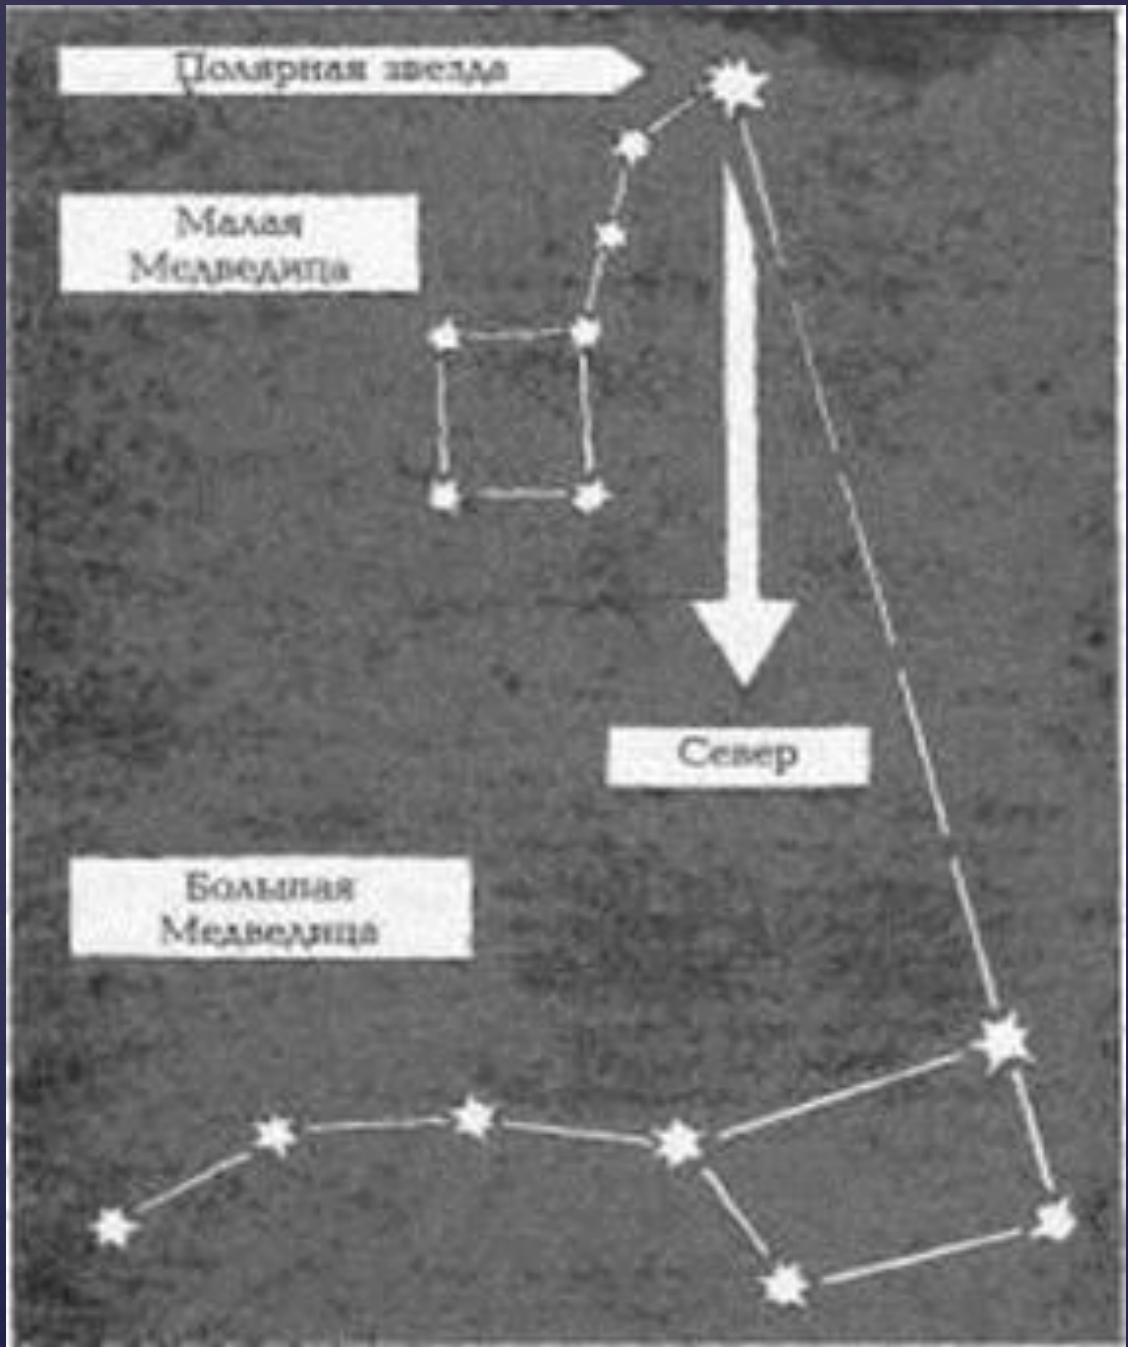 Полярная звезда
Малая
Медведица
Север
Большая
Медведица